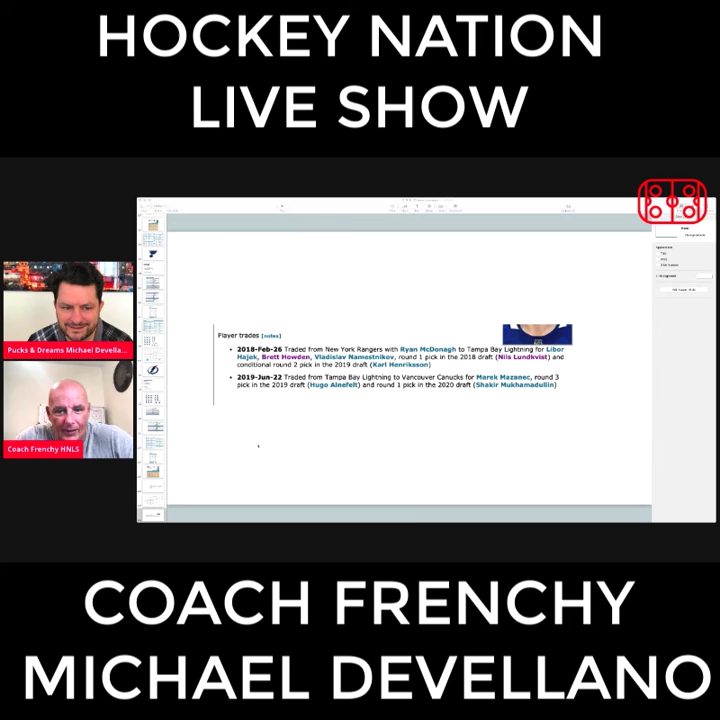 HOCKEY NATION
LIVE SHOW
Player trades [notes]
2018-Feb-26 Traded from New York Rangers with Ryan McDonagh to Tampa Bay Lightning for Libor
Hajek, Brett Howden, Vladislav Namestnikov, round 1 pick in the 2018 draft (Nils Lundkvist) and
conditional round 2 pick in the 2019 draft (Karl Henriksson)
2019-Jun-22 Traded from Tampa Bay Lightning to Vancouver Canucks for Marek Mazanec, round 3
pick in the 2019 draft (Hugo Alnefelt) and round 1 pick in the 2020 draft (Shakir Mukhamadullin)
Pucks & Dreams Michael Devella...
Coach Frenchy HNLS
COACH FRENCHY
MICHAEL DEVELLANO